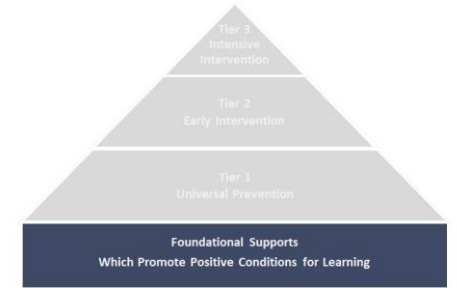 Tier 3
Intensive
Intervention
Tier 2
Early Intervention
Tier 1
Universal Prevention
Foundational Supports
Which Promote Positive Conditions for Learning